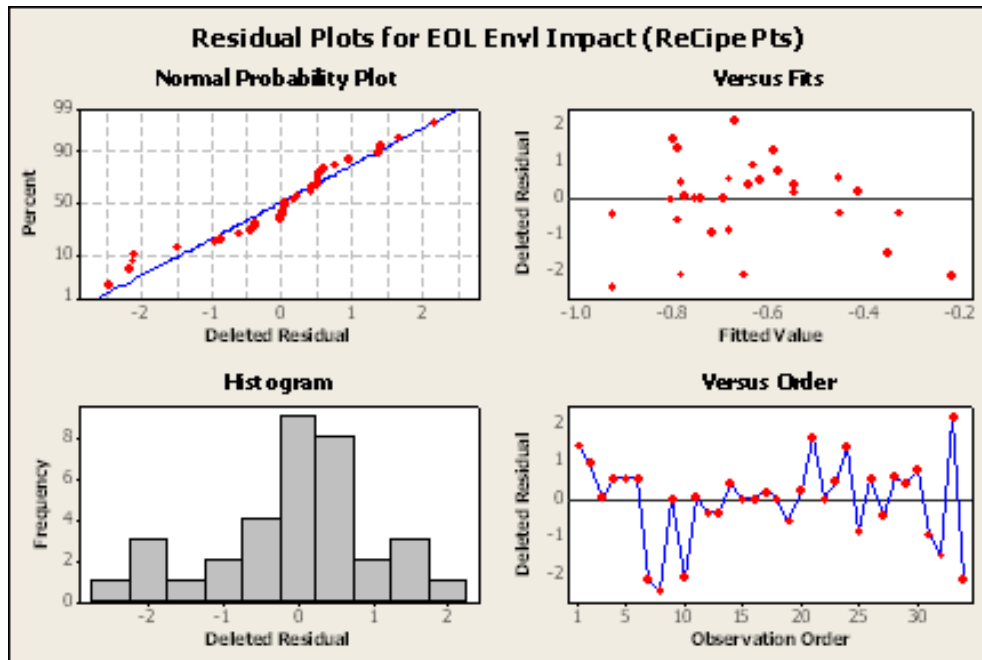 Residual Plots for EOL Envl Impact (ReCipe Pts)
Normal Probability Plot
99
90
50
10
1
Percent
-2 -1 0 1 2
Deleted Residual
Versus Fits
2
1
0
-1
-2
Deleted Residual
-1.0 -0.8 -0.6 -0.4 -0.2
Fitted Value
Histogram
8
6
4
2
0
Frequency
-2 -1 0 1 2
Deleted Residual
Versus Order
2
1
0
-1
-2
Deleted Residual
1 5 10 15 20 25 30
Observation Order